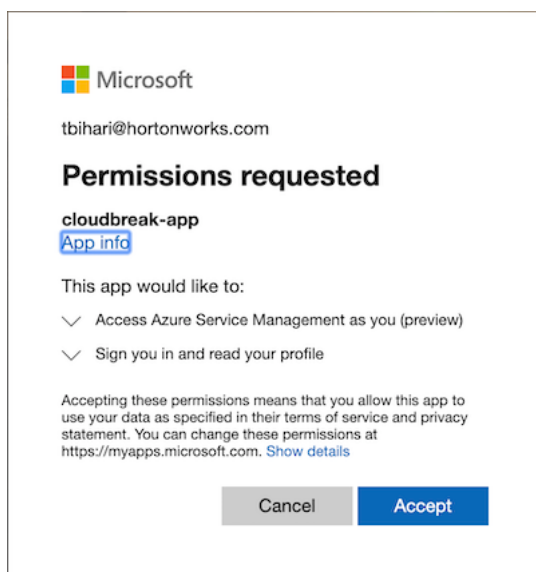 Microsoft
tbihari@hortonworks.com
Permissions requested
cloudbreak-app
App info
This app would like to:
Access Azure Service Management as you (preview)
Sign you in and read your profile
Accepting these permissions means that you allow this app to
use your data as specified in their terms of service and privacy
statement. You can change these permissions at
https://myapps.microsoft.com. Show details
Cancel Accept